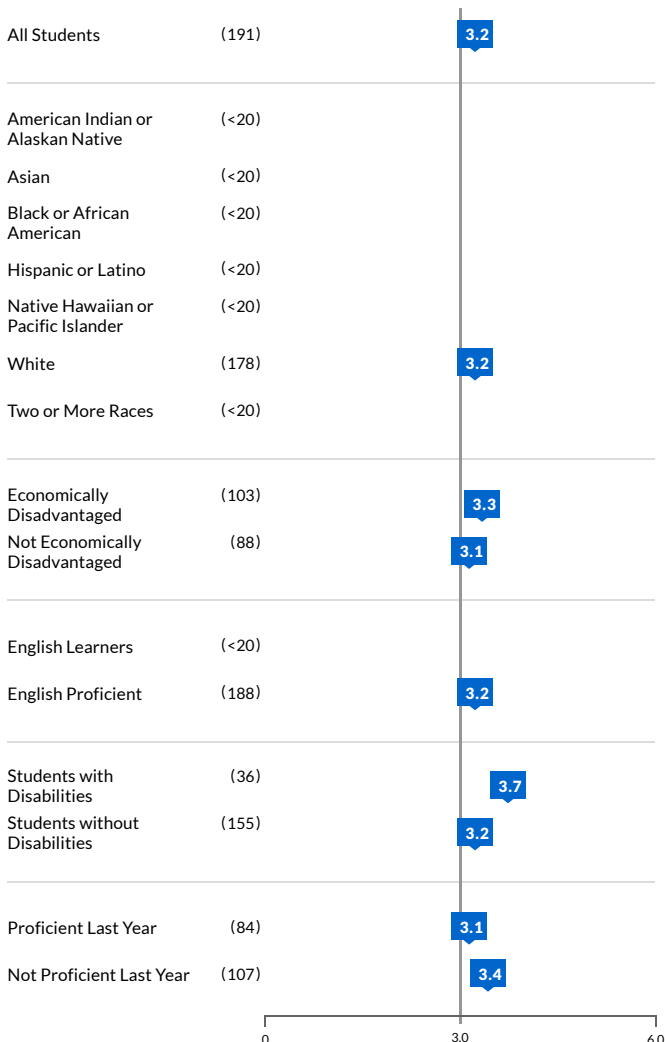 All Students (191) 3.2
American Indian or (<20)
Alaskan Native
Asian (<20)
Black or African (<20)
American
Hispanic or Latino (<20)
Native Hawaiian or (<20)
Pacific Islander
White (178) 3.2
Two or More Races (<20)
Economically (103) 3.3
Disadvantaged
Not Economically (88) 3.1
Disadvantaged
English Learners (<20)
English Proficient (188) 3.2
Students with (36) 3.7
Disabilities
Students without (155) 3.2
Disabilities
Proficient Last Year (84) 3.1
Not Proficient Last Year (107) 3.4
0 3.0 6.0